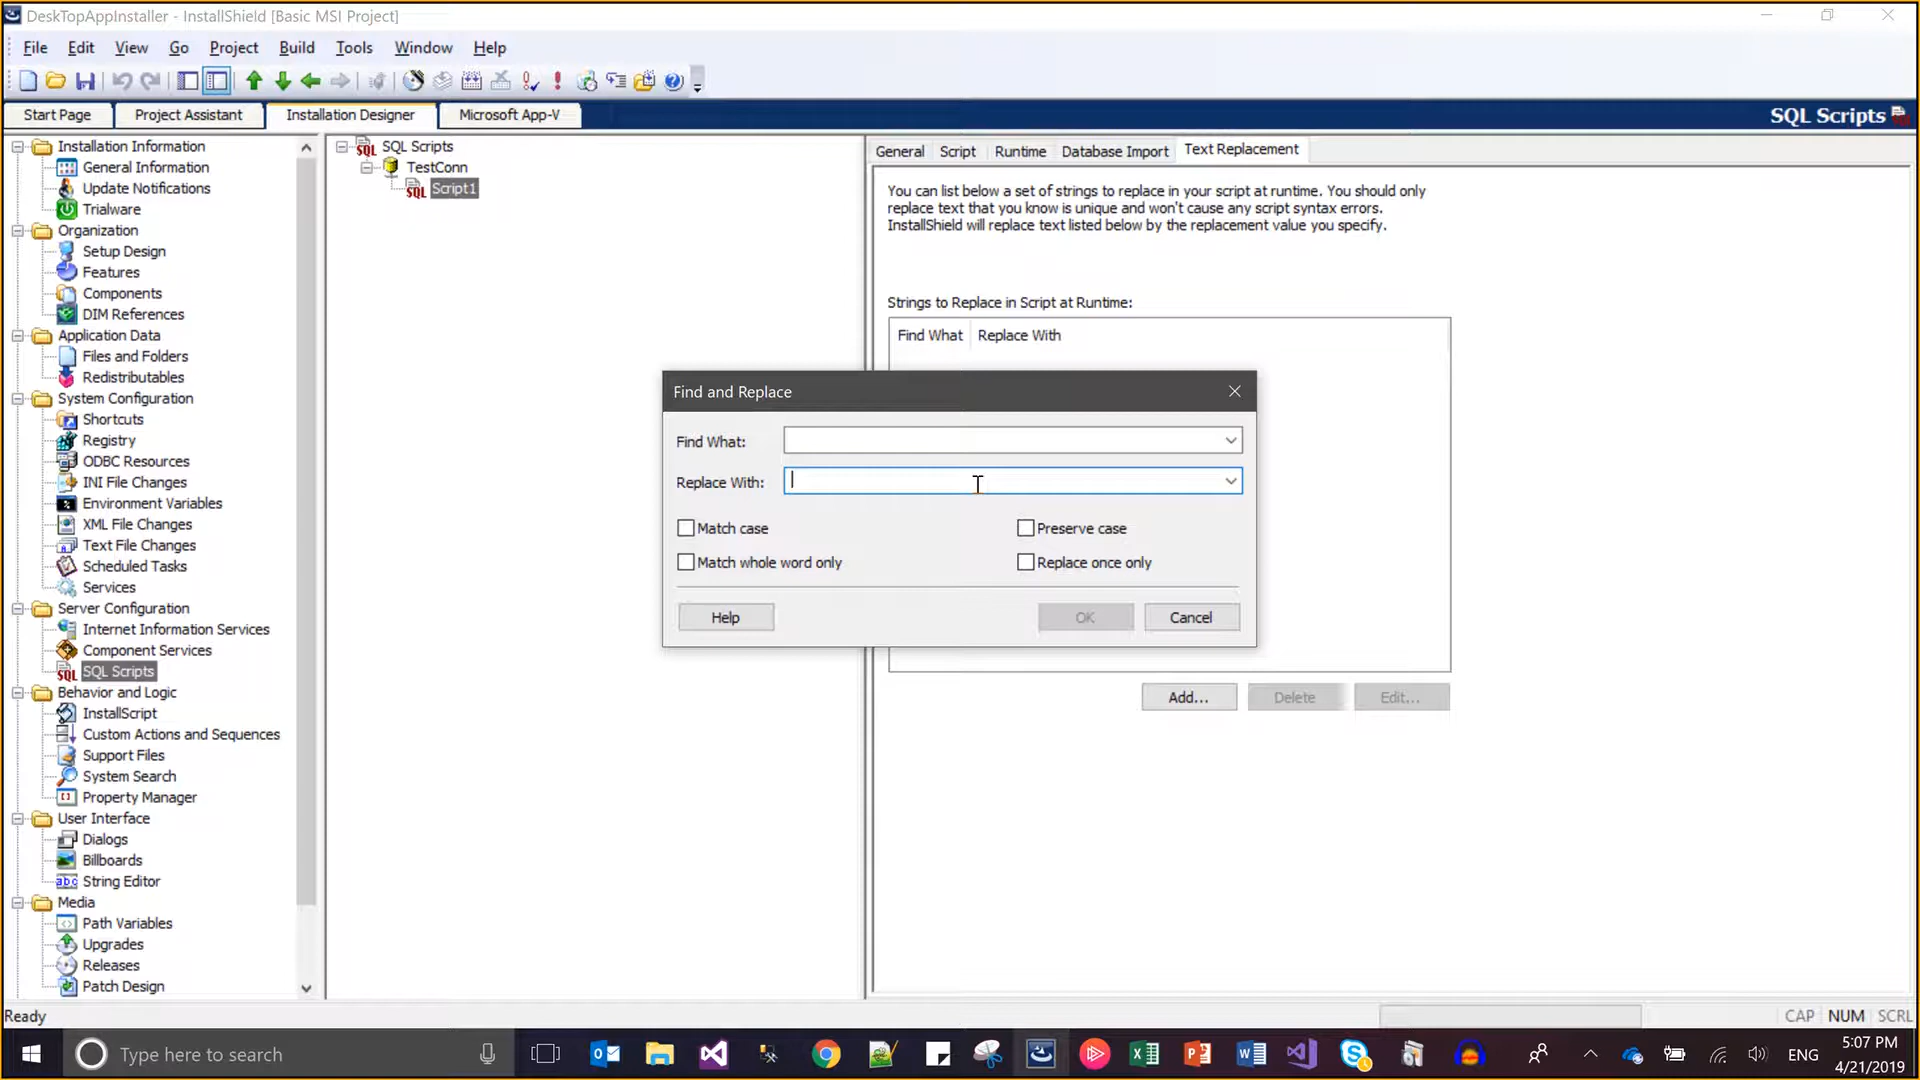 DeskTopAppInstaller - InstallShield [Basic MSI Project]
File Edit View Go Project Build Tools Window Help
Start Page Project Assistant Installation Designer Microsoft App-V SQL Scripts
Installation Information
General Information
Update Notifications
Trialware
Organization
Setup Design
Features
Components
DIM References
Application Data
Files and Folders
Redistributables
System Configuration
Shortcuts
Registry
ODBC Resources
INI File Changes
Environment Variables
XML File Changes
Text File Changes
Scheduled Tasks
Services
Server Configuration
Internet Information Services
Component Services
SQL Scripts
Behavior and Logic
InstallScript
Custom Actions and Sequences
Support Files
System Search
Property Manager
User Interface
Dialogs
Billboards
String Editor
Media
Path Variables
Upgrades
Releases
Patch Design
SQL Scripts
TestConn
Script1
General Script Runtime Database Import Text Replacement
You can list below a set of strings to replace in your script at runtime. You should only
replace text that you know is unique and won't cause any script syntax errors.
InstallShield will replace text listed below by the replacement value you specify.
Strings to Replace in Script at Runtime:
Find What Replace With
Find and Replace
Find What:
Replace With:
Match case Preserve case
Match whole word only Replace once only
Help OK Cancel
Add... Delete Edit...
Ready CAP NUM SCRL
Type here to search
ENG
5:07 PM
4/21/2019